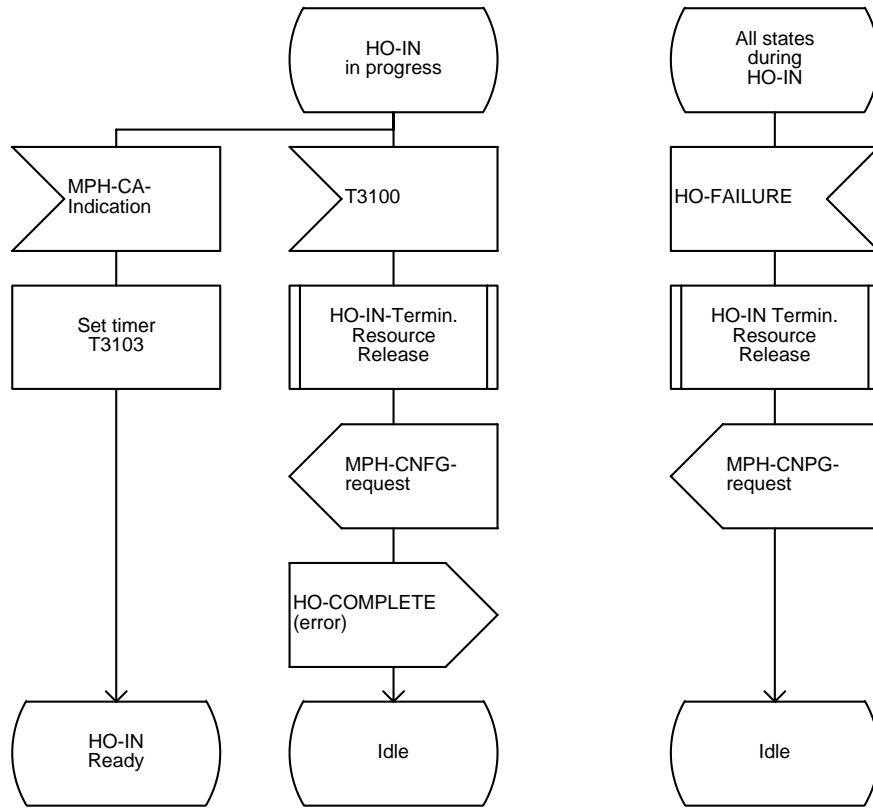 HO-IN
in progress
All states
during
HO-IN
MPH-CA-
Indication
T3100
HO-FAILURE
Set timer
T3103
HO-IN-Termin.
Resource
Release
HO-IN Termin.
Resource
Release
MPH-CNFG-
request
MPH-CNPG-
request
HO-COMPLETE
(error)
HO-IN
Ready
Idle
Idle